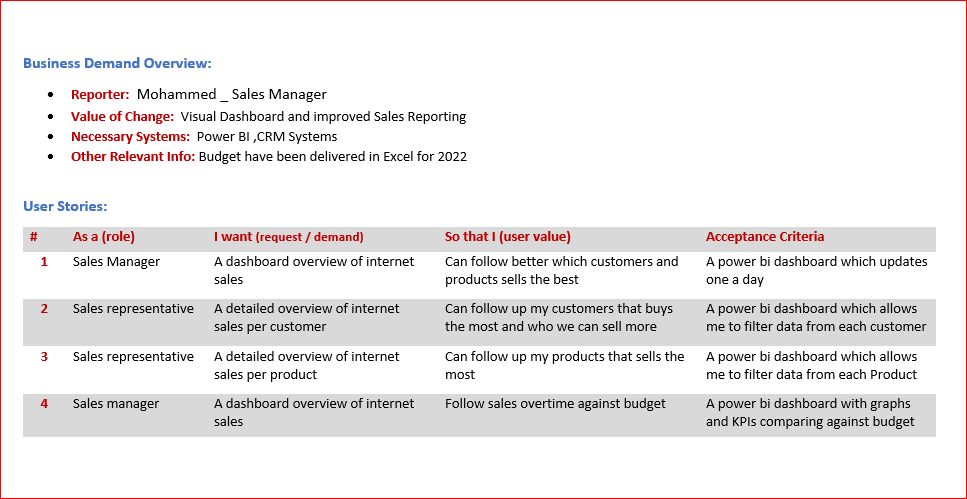 Business Demand Overview:
• Reporter: Mohammed _ Sales Manager
• Value of Change: Visual Dashboard and improved Sales Reporting
• Necessary Systems: Power BI ,CRM Systems
• Other Relevant Info: Budget have been delivered in Excel for 2022
User Stories:
# As a (role) I want (request / demand) So that I (user value) Acceptance Criteria
1 Sales Manager A dashboard overview of internet Can follow better which customers and A power bi dashboard which updates
sales products sells the best one a day
2 Sales representative A detailed overview of internet Can follow up my customers that buys A power bi dashboard which allows
sales per customer the most and who we can sell more me to filter data from each customer
3 Sales representative A detailed overview of internet Can follow up my products that sells the A power bi dashboard which allows
sales per product most me to filter data from each Product
4 Sales manager A dashboard overview of internet Follow sales overtime against budget A power bi dashboard with graphs
sales and KPIs comparing against budget